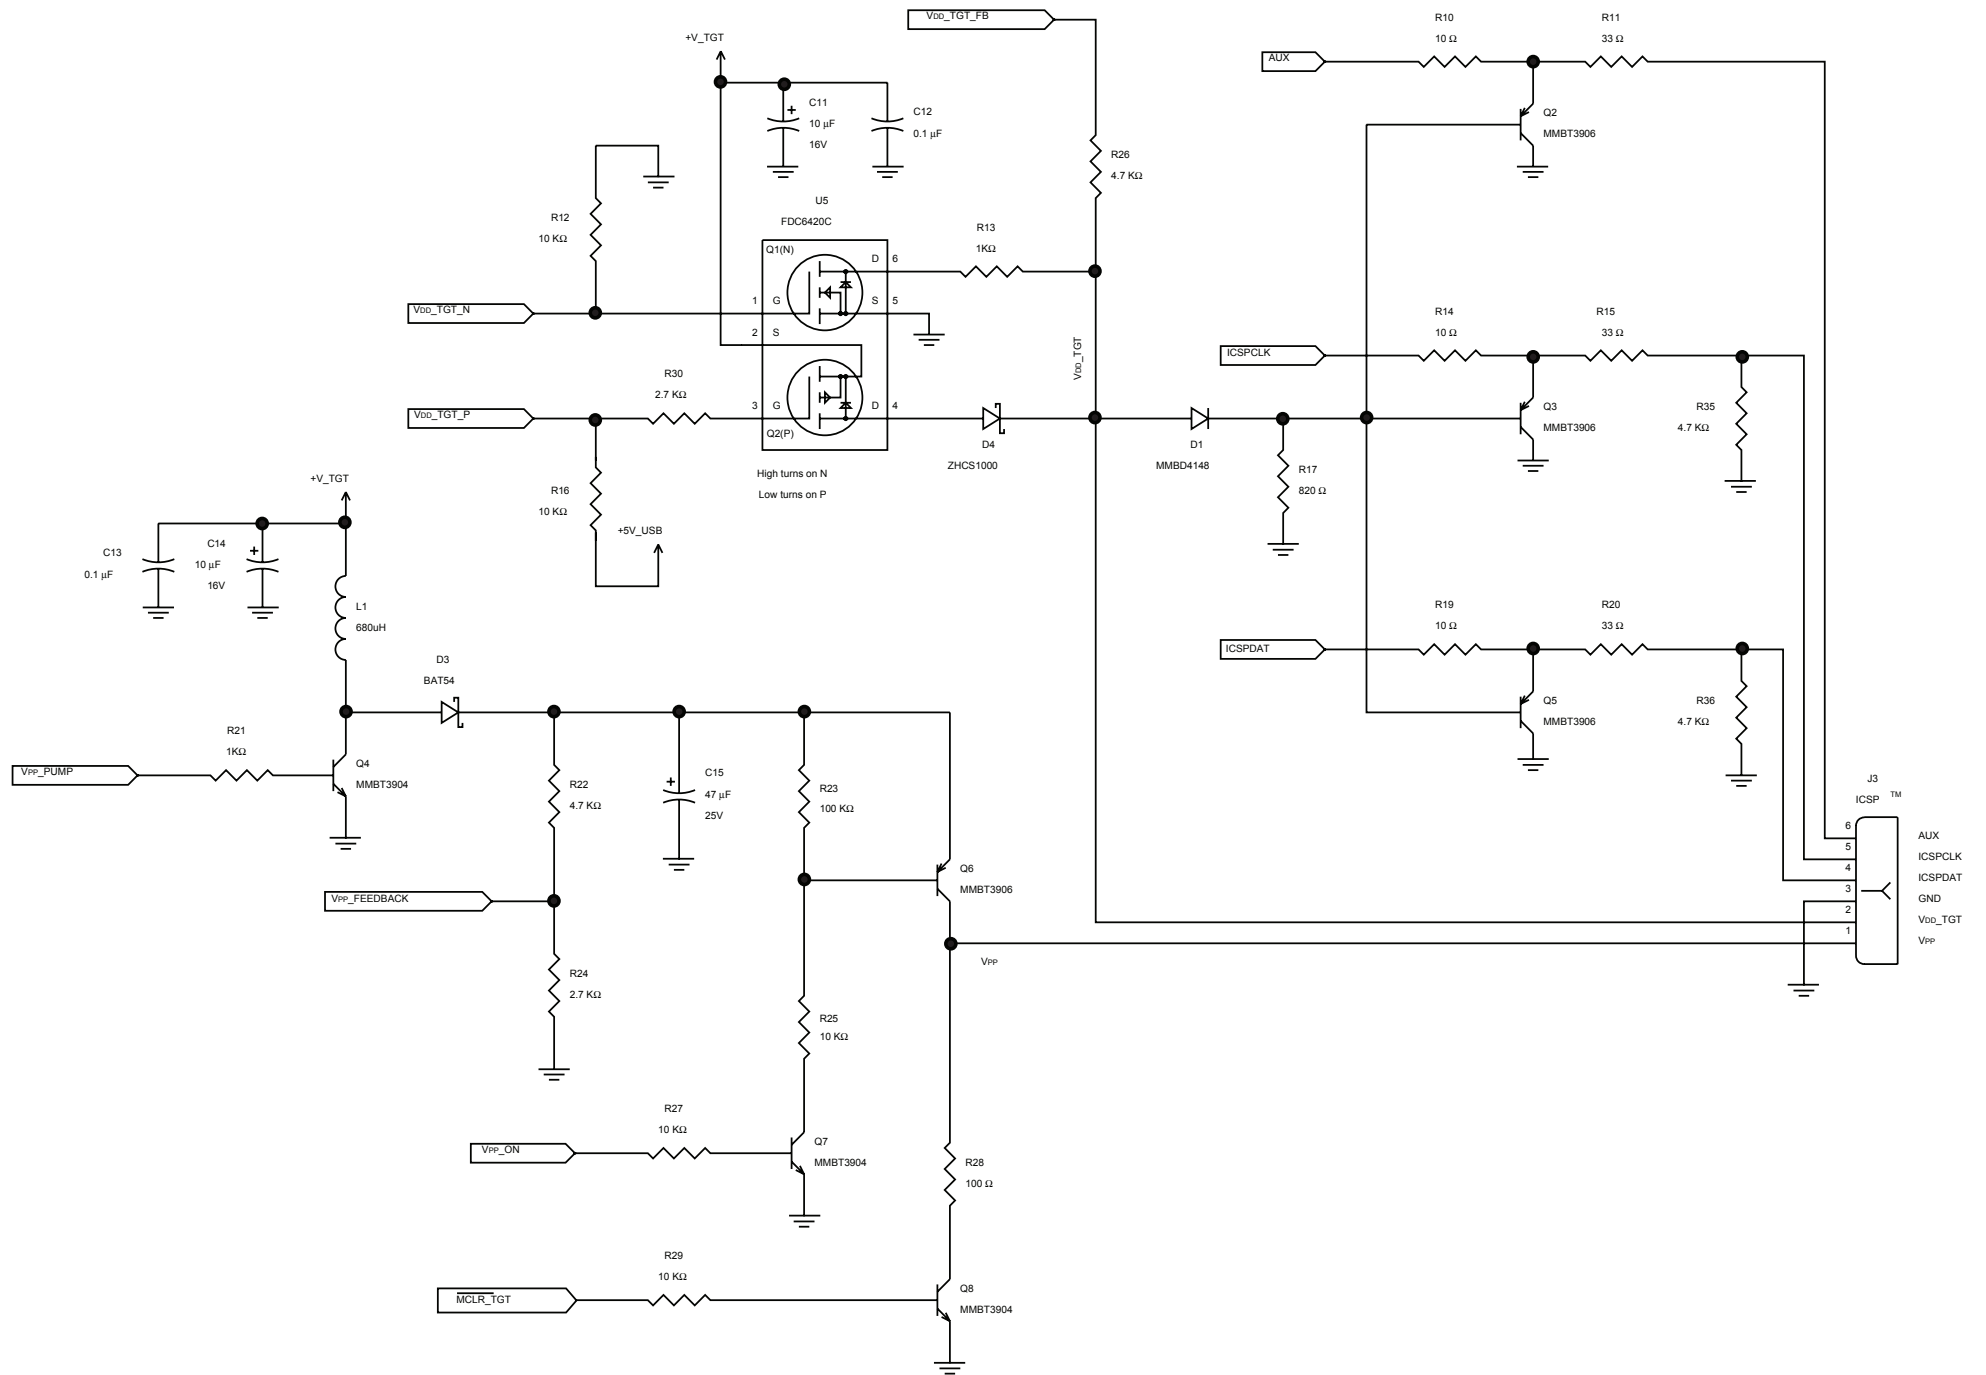 VDD_TGT_FB
R10
10 Ω
R11
33 Ω
+V_TGT
AUX
C11
+
10 µF
16V
C12
0.1 µF
Q2
MMBT3906
R26
4.7 KΩ
U5
FDC6420C
R12
10 KΩ
R13
1KΩ
Q1(N)
D 6
1 G
S 5
2 S
VDD_TGT_N
R14
10 Ω
R15
33 Ω
VDD_TGT
ICSPCLK
R30
2.7 KΩ
VDD_TGT_P
3 G
D 4
Q2(P)
D4
ZHCS1000
D1
MMBD4148
Q3
MMBT3906
R35
4.7 KΩ
High turns on N
Low turns on P
R17
820 Ω
+V_TGT
R16
10 KΩ
+5V_USB
C13
0.1 µF
C14
+
10 µF
16V
L1
680uH
R19
10 Ω
R20
33 Ω
ICSPDAT
D3
BAT54
Q5
MMBT3906
R36
4.7 KΩ
R21
1KΩ
VPP_PUMP
Q4
MMBT3904
R22
4.7 KΩ
C15
+
47 µF
25V
R23
100 KΩ
J3
ICSP TM
6 AUX
5 ICSPCLK
4 ICSPDAT
3 GND
2 VDD_TGT
1 VPP
Q6
MMBT3906
VPP_FEEDBACK
VPP
R24
2.7 KΩ
R25
10 KΩ
R27
10 KΩ
VPP_ON
Q7
MMBT3904
R28
100 Ω
R29
10 KΩ
MCLR_TGT
Q8
MMBT3904